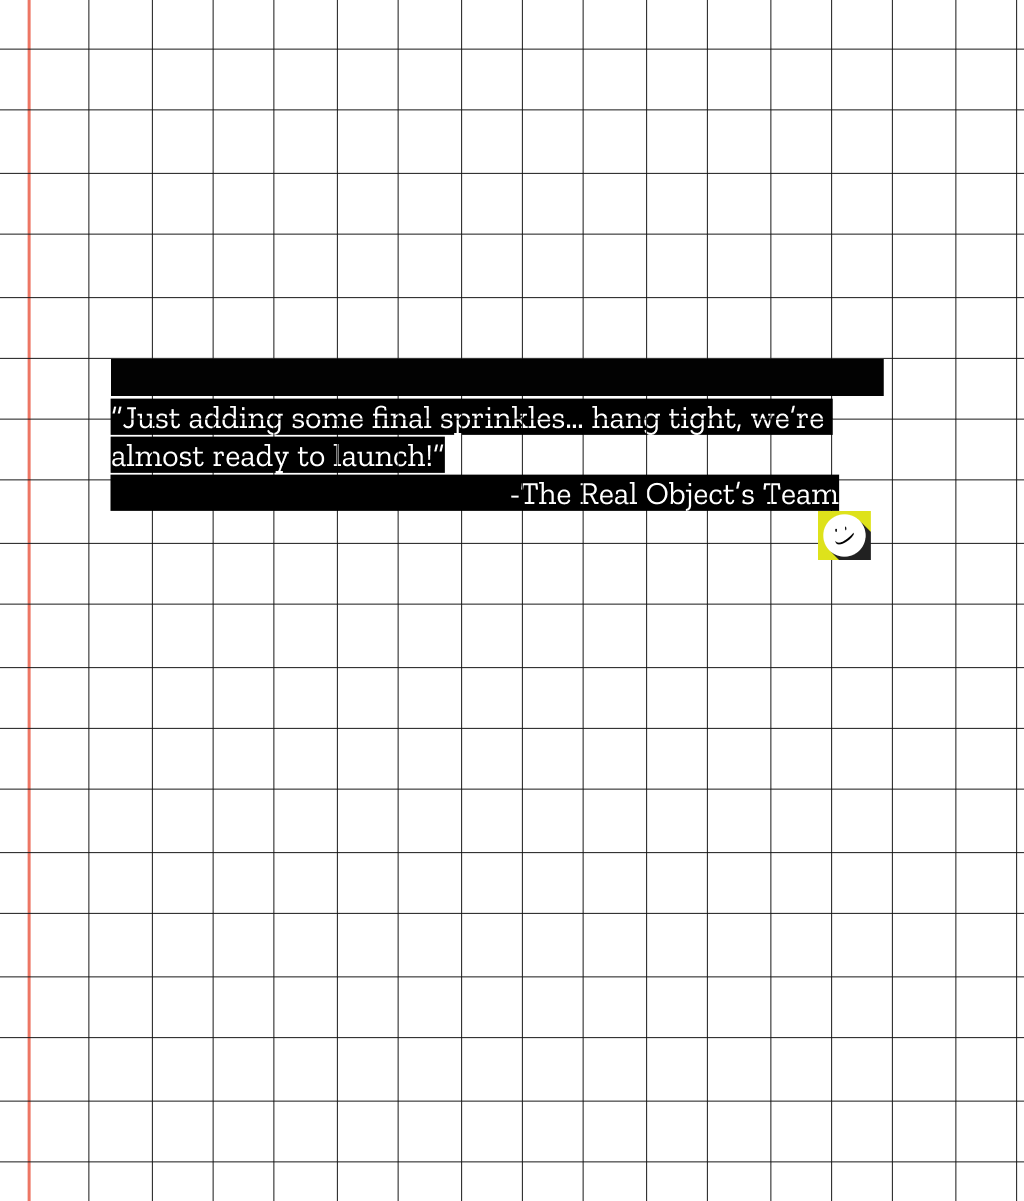 “Just adding some final sprinkles... hang tight, we’re
almost ready to launch!”
-The Real Object’s Team